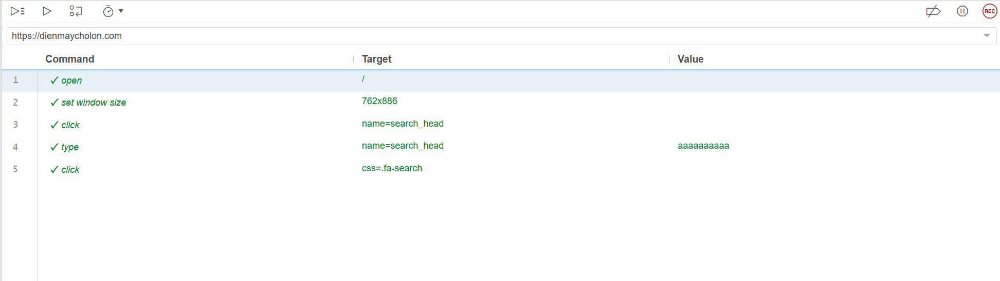 REC
https://dienmaycholon.com
Command Target Value
1 ✓ open /
2 ✓ set window size 762x886
3 ✓ click name=search_head
4 ✓ type name=search_head aaaaaaaaaa
5 ✓ click css=.fa-search